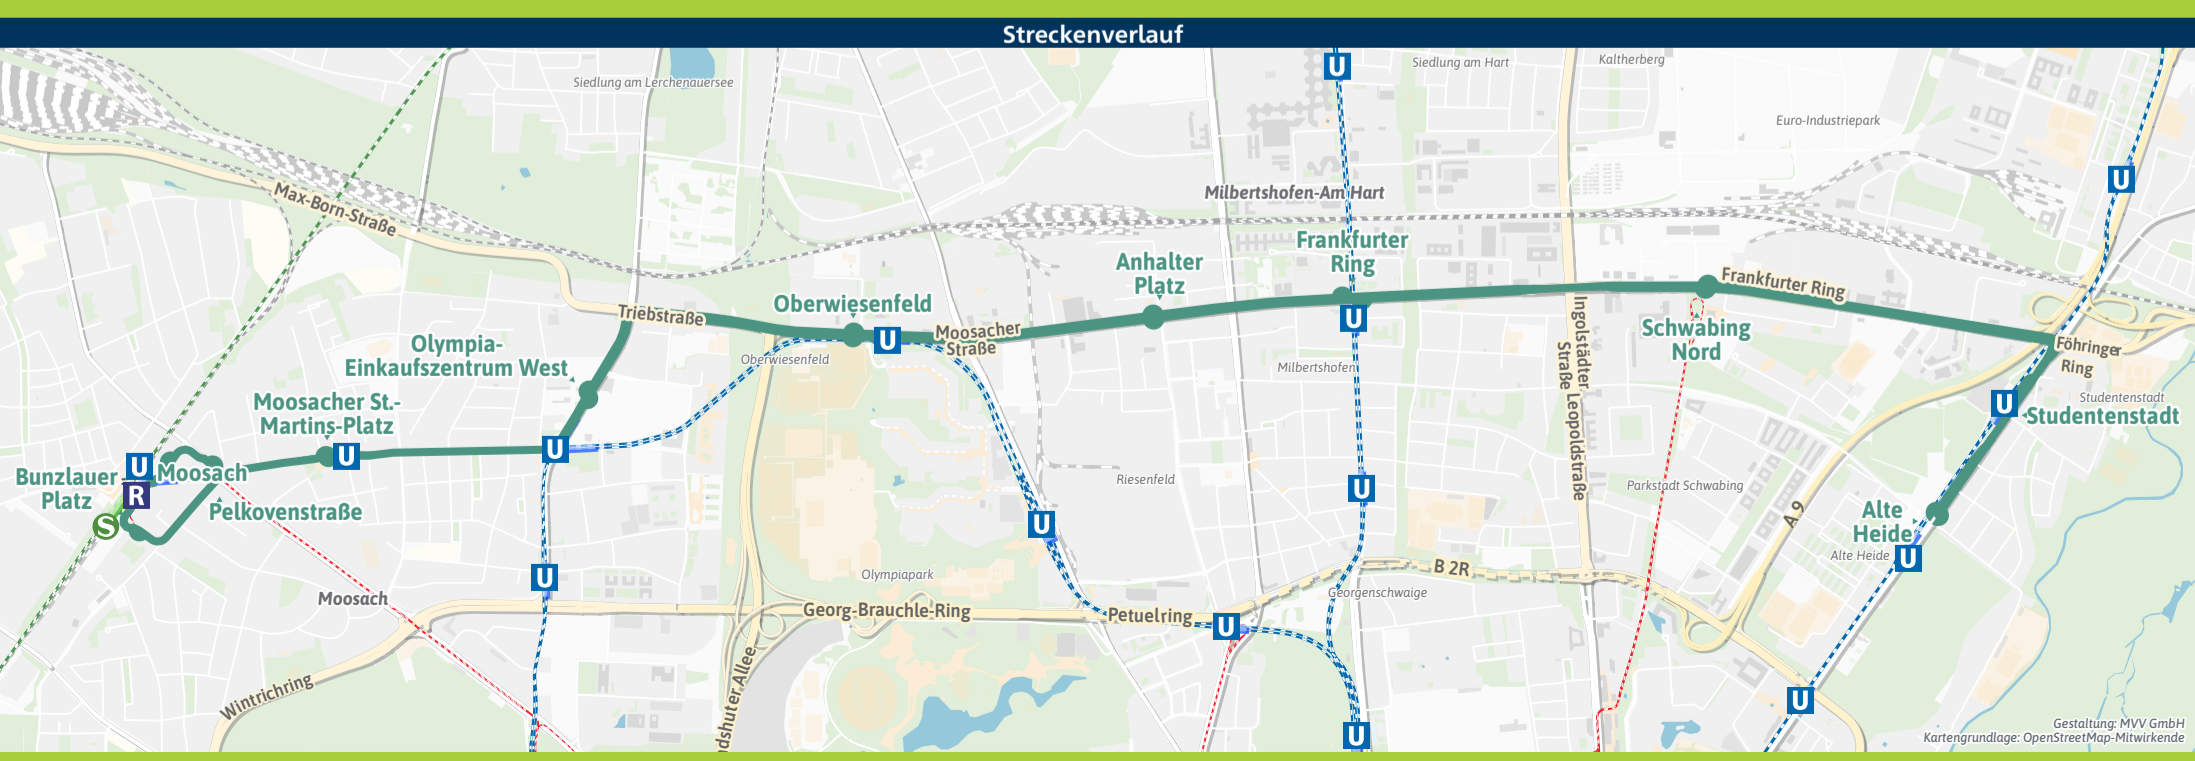 Streckenverlauf
Siedlung am Lerchenauersee
U
Siedlung am Hart
Kaltherberg
Euro-Industriepark
U
Max-Born-Straße
Milbertshofen-Am Hart
Frankfurter
Ring
Anhalter
Platz
Frankfurter Ring
Oberwiesenfeld
Triebstraße
U
Moosacher
Straße
U
Ingolstädter
Straße
Leopoldstraße
Schwabing
Nord
Föhringer
Ring
Olympia-
Einkaufszentrum West
Oberwiesenfeld
Milbertshofen
Studentenstadt
U
Studentenstadt
Moosacher St.-
Martins-Platz
U
U
U
Moosach
Bunzlauer
Platz
R
S
Pelkovenstraße
Riesenfeld
U
Parkstadt Schwabing
A 9
Alte
Heide
Alte Heide
U
U
U
Olympiapark
B 2R
Georgenschwaige
Moosach
Georg-Brauchle-Ring
Petuelring
U
Wintrichring
dshuter Allee
U
U
Gestaltung: MVV GmbH
Kartengrundlage: OpenStreetMap-Mitwirkende